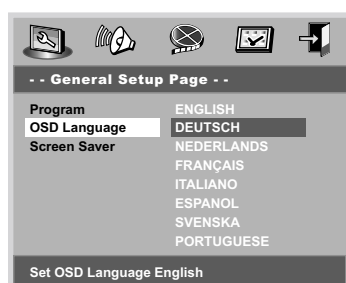 - - General Setup Page - -
Program
OSD Language
Screen Saver
ENGLISH
DEUTSCH
NEDERLANDS
FRANÇAIS
ITALIANO
ESPANOL
SVENSKA
PORTUGUESE
Set OSD Language English